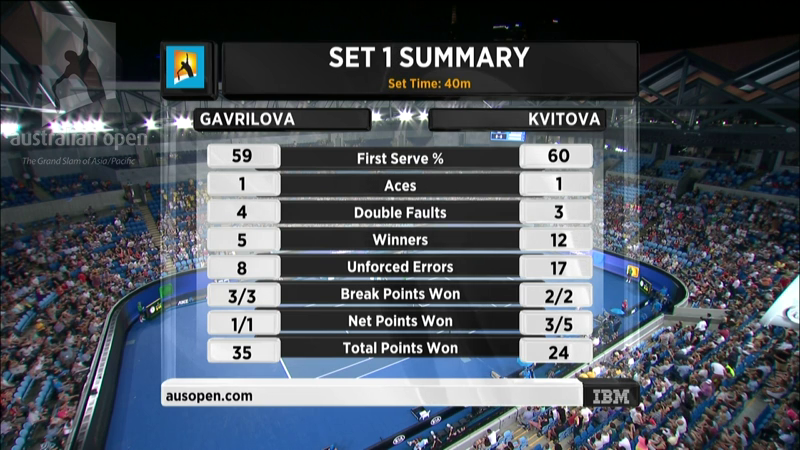 SET 1 SUMMARY
Set Time: 40m
GAVRILOVA KVITOVA
59 First Serve % 60
1 Aces 1
4 Double Faults 3
5 Winners 12
8 Unforced Errors 17
3/3 Break Points Won 2/2
1/1 Net Points Won 3/5
35 Total Points Won 24
ausopen.com IBM
australian open
The Grand Slam of Asia/Pacific